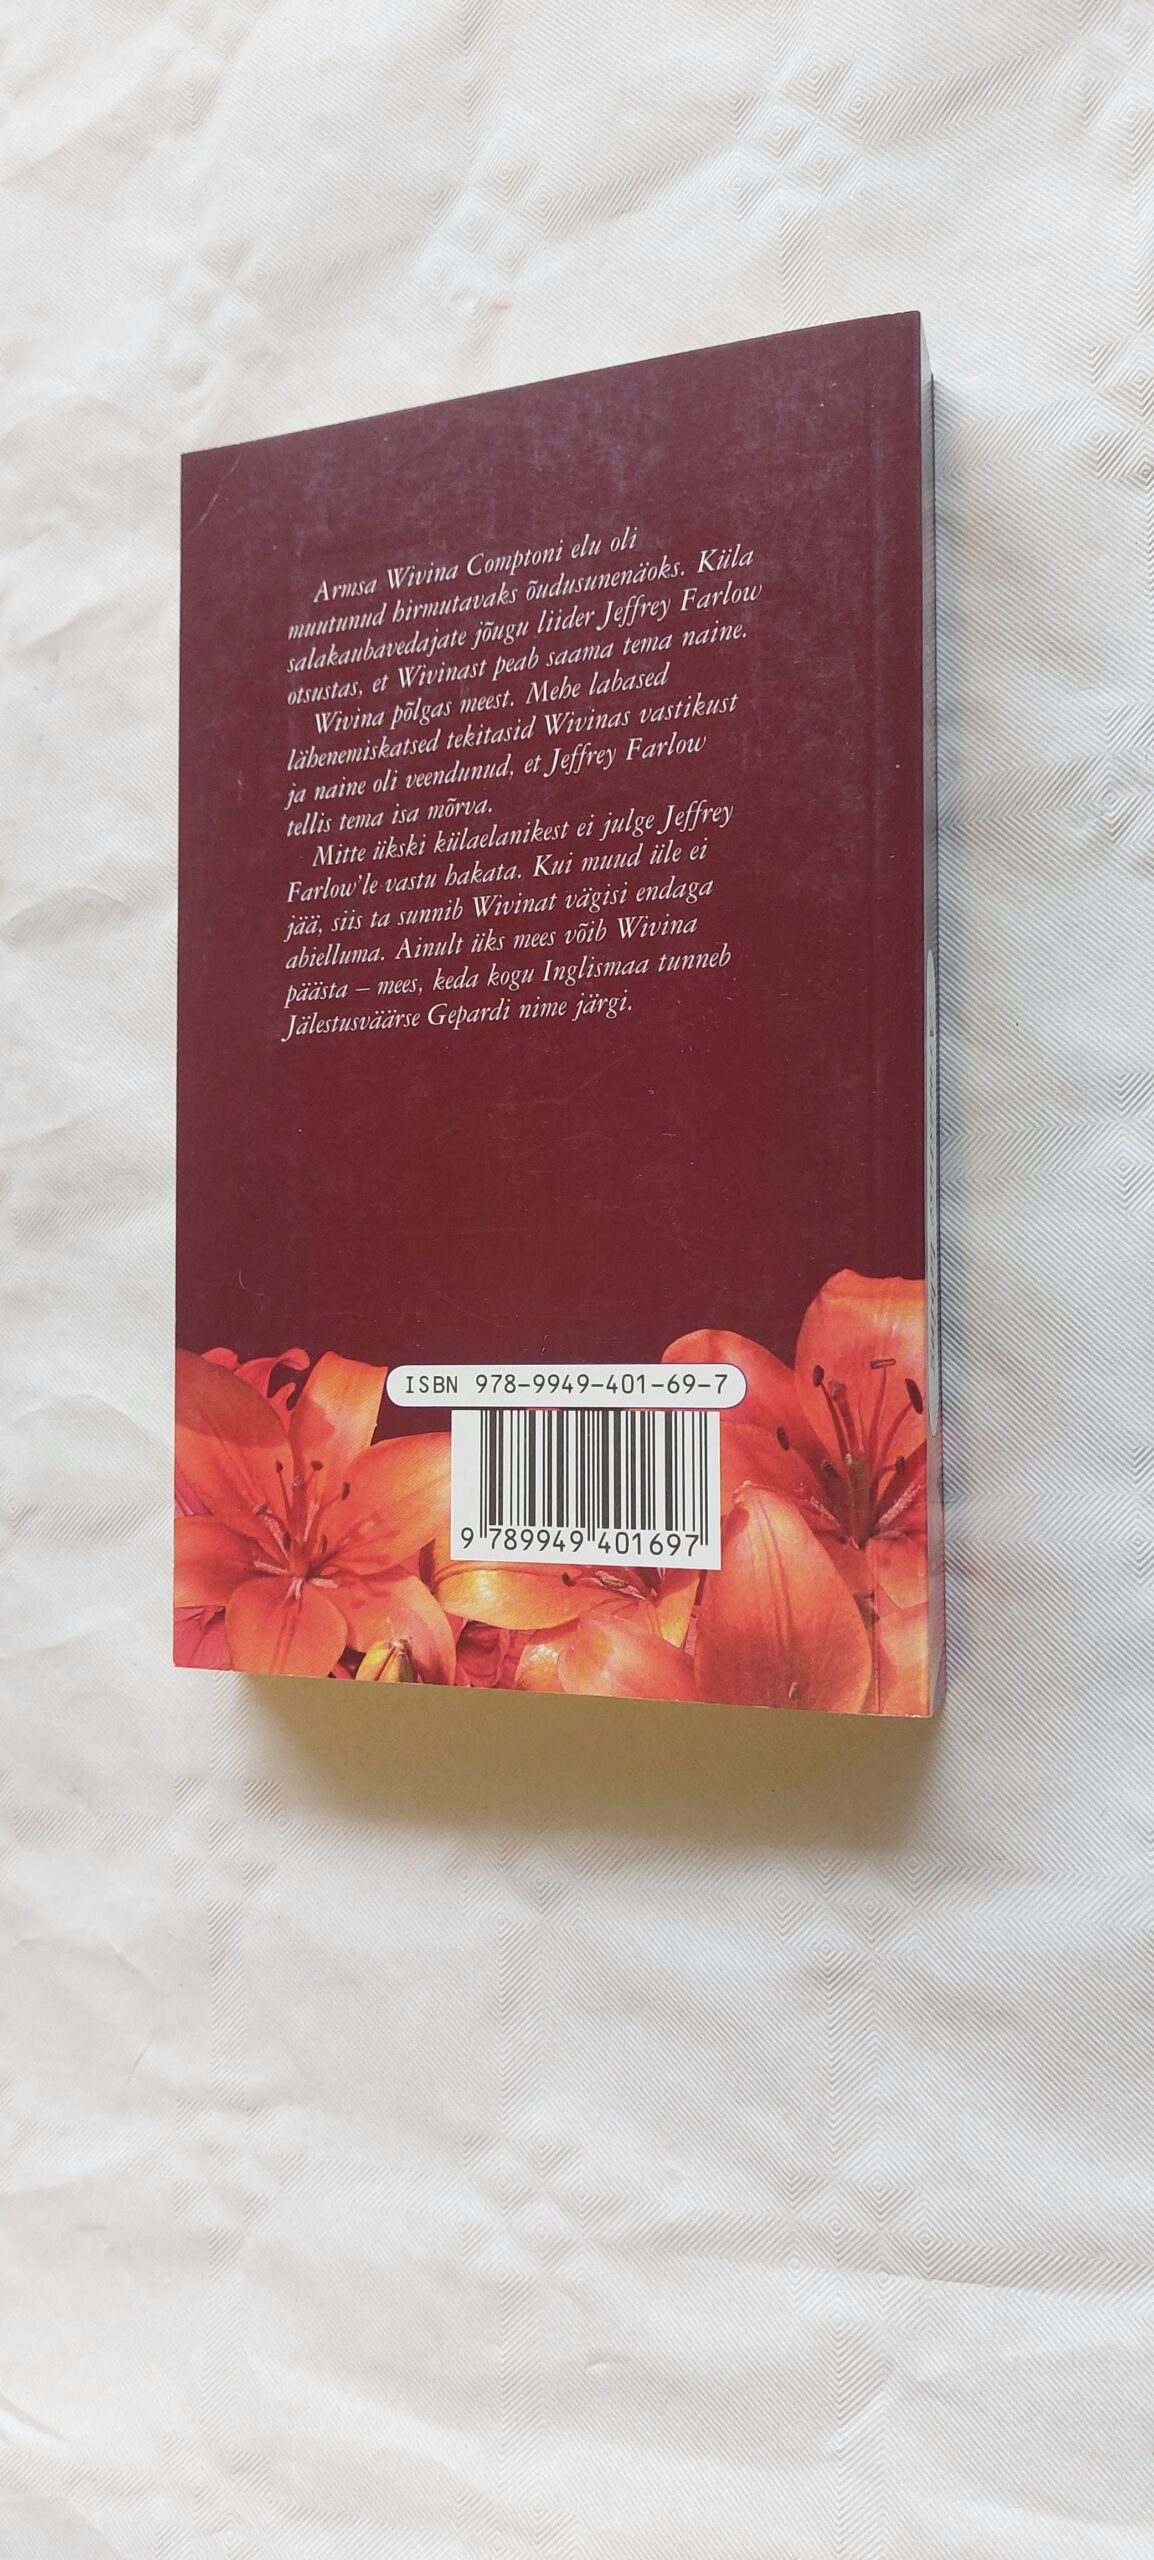 Armsa Wivina Comptoni elu oli
muutunud hirmutavaks õudusunenäoks. Küla
salakaubavedajate jõugu liider Jeffrey Farlow
otsustas, et Wivinast peab saama tema naine.
Wivina põlgas meest. Mehe labased
lähenemiskatsed tekitasid Wivinas vastikust
ja naine oli veendunud, et Jeffrey Farlow
tellis tema isa mõrva.
Mitte ükski külaelanikest ei julge Jeffrey
Farlow'le vastu hakata. Kui muud üle ei
jää, siis ta sunnib Wivinat vägisi endaga
abielluma. Ainult üks mees võib Wivina
päästa – mees, keda kogu Inglismaa tunneb
Jälestusväärse Gepardi nime järgi.
ISBN 978-9949-401-69-7
9 789949 401697